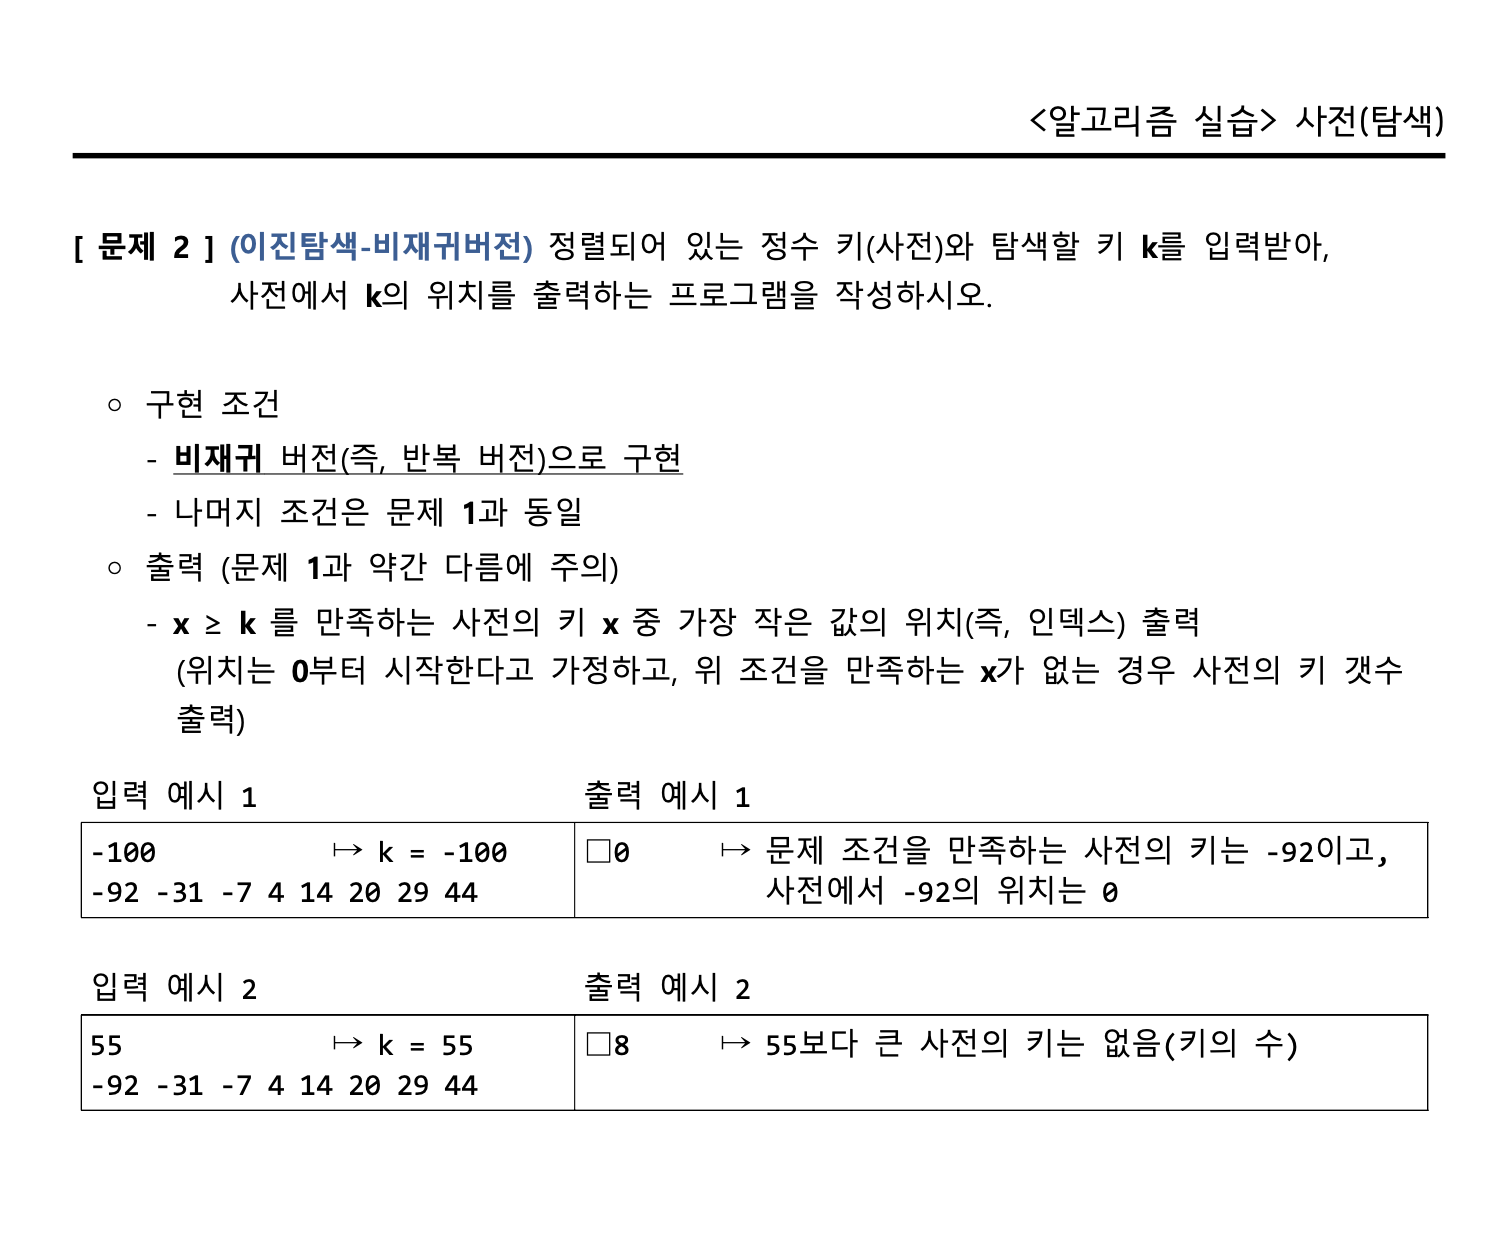 <알고리즘 실습> 사전(탐색)
[ 문제 2 ] (이진탐색-비재귀버전) 정렬되어 있는 정수 키(사전)와 탐색할 키 k를 입력받아,
사전에서 k의 위치를 출력하는 프로그램을 작성하시오.
○ 구현 조건
- 비재귀 버전(즉, 반복 버전)으로 구현
- 나머지 조건은 문제 1과 동일
○ 출력 (문제 1과 약간 다름에 주의)
- x ≥ k 를 만족하는 사전의 키 x 중 가장 작은 값의 위치(즉, 인덱스) 출력
(위치는 0부터 시작한다고 가정하고, 위 조건을 만족하는 x가 없는 경우 사전의 키 갯수
출력)
입력 예시 1 출력 예시 1
-100 ↦ k = -100 □0 ↦ 문제 조건을 만족하는 사전의 키는 -92이고,
-92 -31 -7 4 14 20 29 44 사전에서 -92의 위치는 0
입력 예시 2 출력 예시 2
55 ↦ k = 55 □8 ↦ 55보다 큰 사전의 키는 없음(키의 수)
-92 -31 -7 4 14 20 29 44